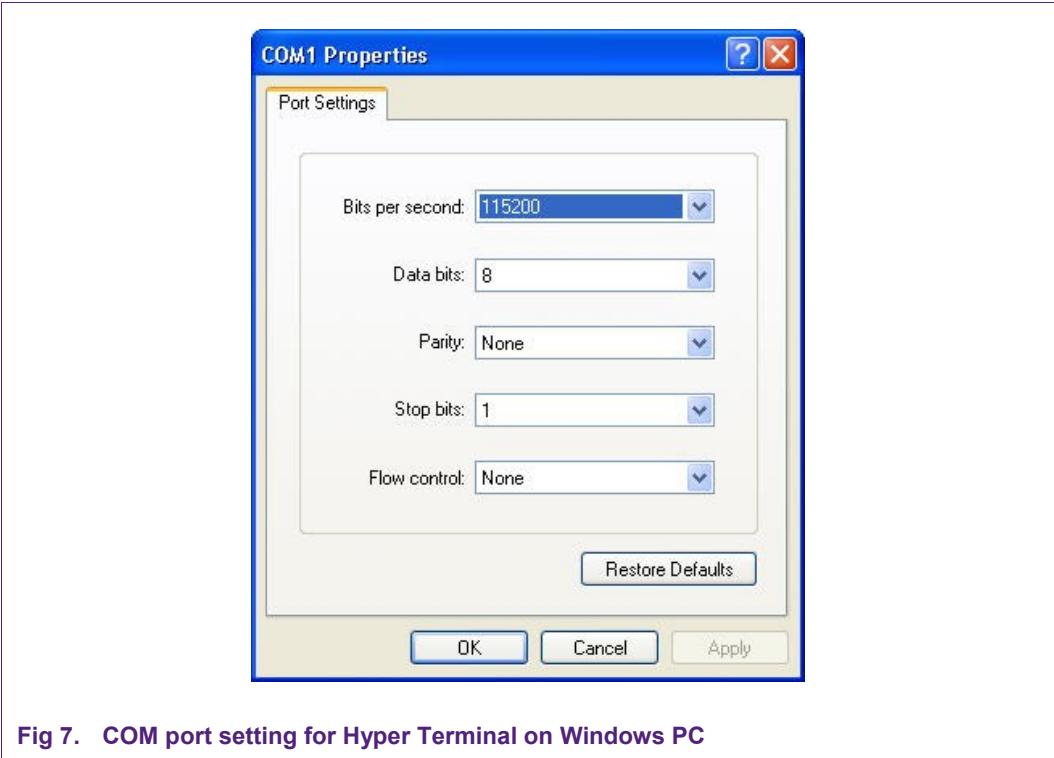 COM1 Properties
Port Settings
Bits per second: 115200
Data bits: 8
Parity: None
Stop bits: 1
Flow control: None
Restore Defaults
OK Cancel Apply
Fig 7. COM port setting for Hyper Terminal on Windows PC